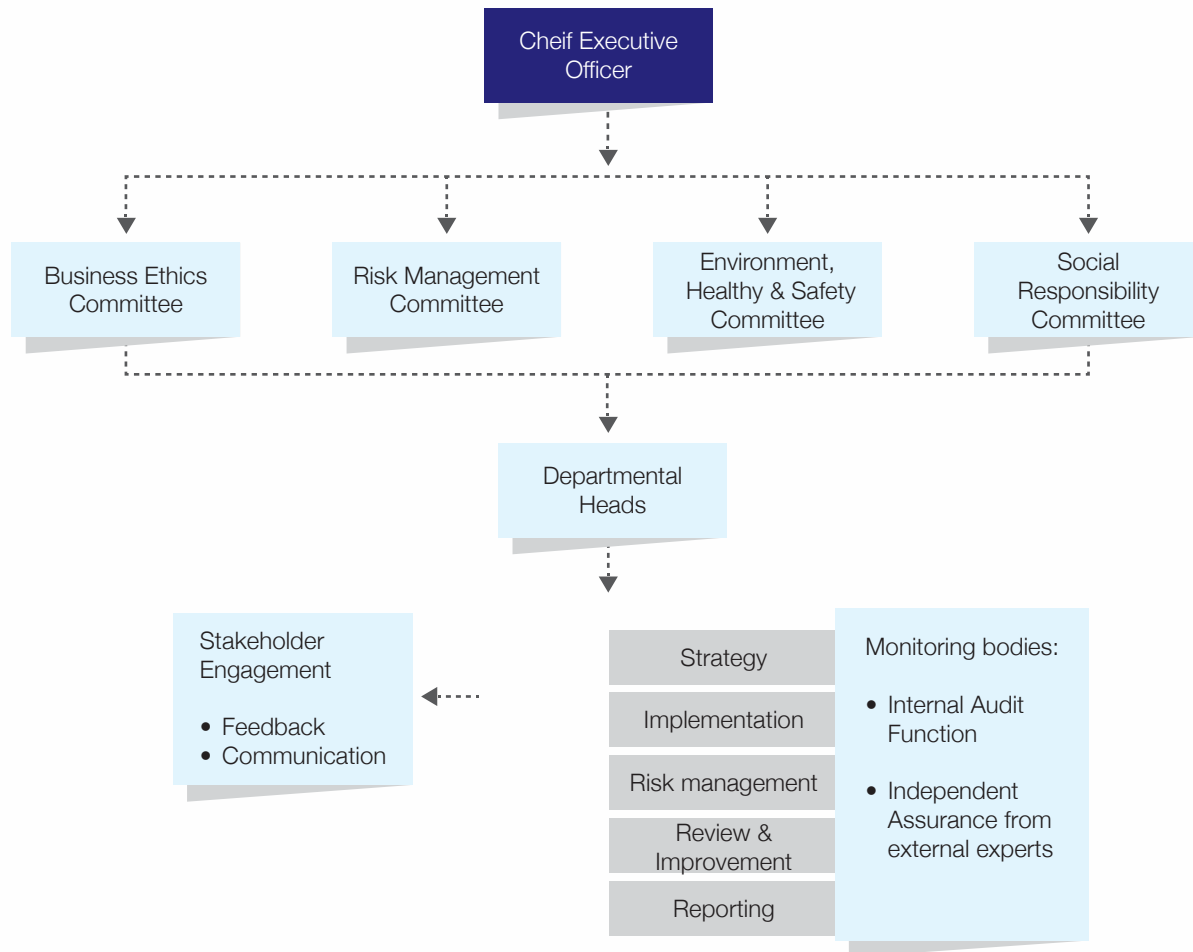 Cheif Executive
Officer
Business Ethics
Committee
Risk Management
Committee
Environment,
Healthy & Safety
Committee
Social
Responsibility
Committee
Departmental
Heads
Stakeholder
Engagement
• Feedback
• Communication
Strategy
Implementation
Risk management
Review &
Improvement
Reporting
Monitoring bodies:
• Internal Audit
Function
• Independent
Assurance from
external experts